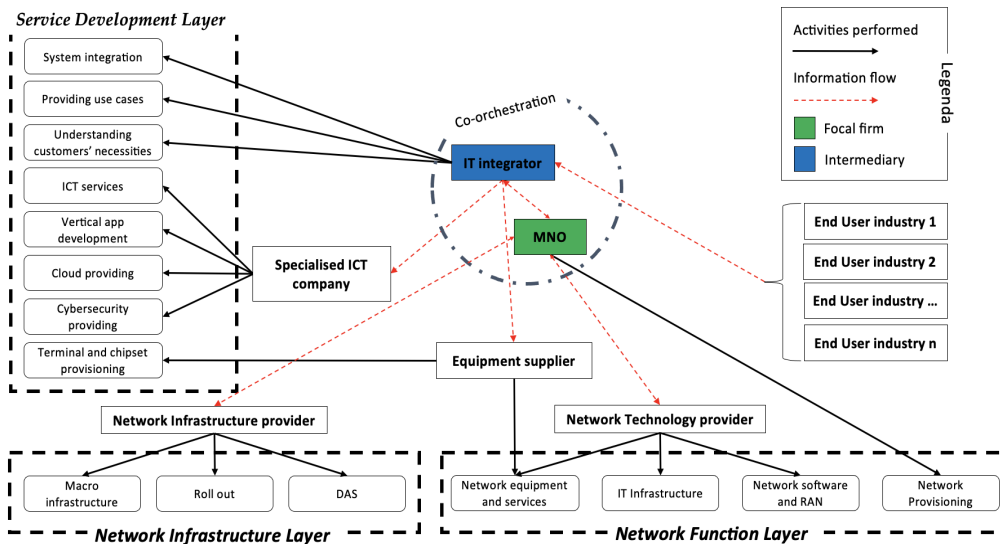 Service Development Layer
System integration
Providing use cases
Understanding
customers' necessities
ICT services
Vertical app
development
Cloud providing
Cybersecurity
providing
Terminal and chipset
provisioning
Co-orchestration
IT integrator
MNO
Specialised ICT
company
Equipment supplier
Activities performed
Information flow
Focal firm
Intermediary
Legenda
End User industry 1
End User industry 2
End User industry ...
End User industry n
Network Infrastructure provider
Network Technology provider
Macro
infrastructure
Roll out
DAS
Network Infrastructure Layer
Network equipment
and services
IT Infrastructure
Network software
and RAN
Network
Provisioning
Network Function Layer